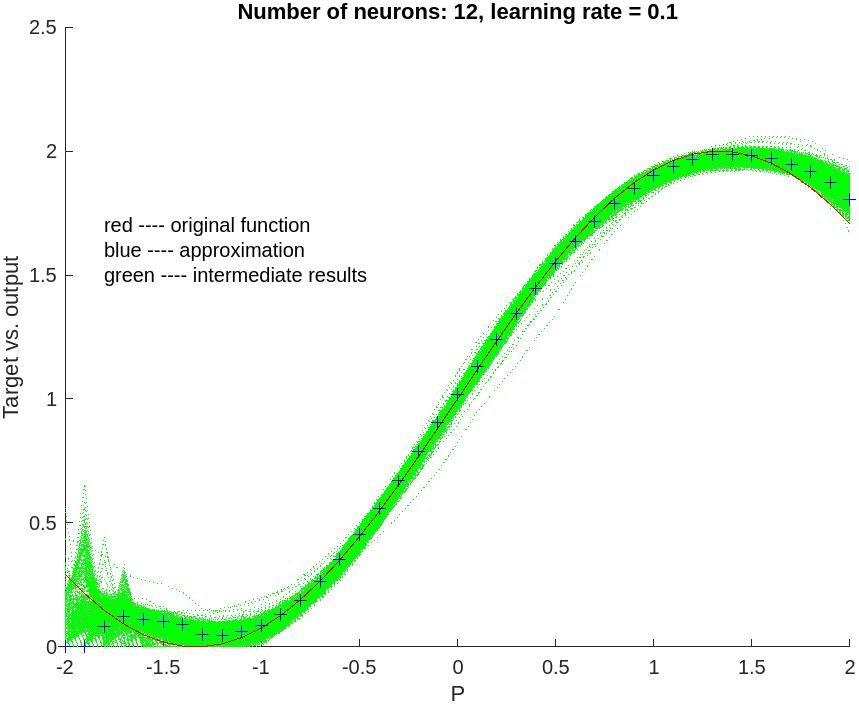 Number of neurons: 12, learning rate = 0.1
2.5
2
1.5
1
0.5
0
Target vs. output
red ---- original function
blue ---- approximation
green ---- intermediate results
-2 -1.5 -1 -0.5 0 0.5 1 1.5 2
P